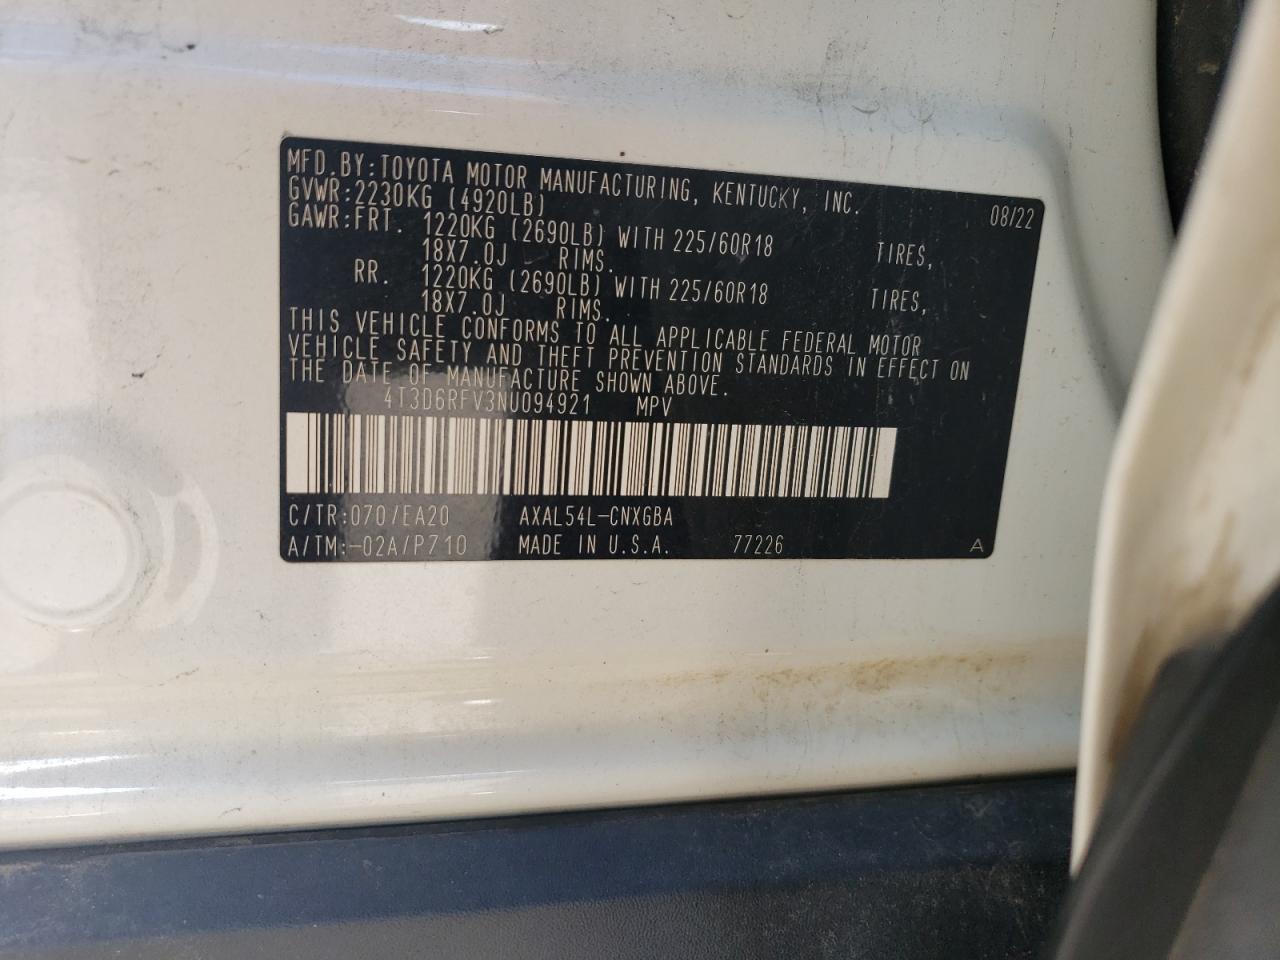 MFD.BY:TOYOTA MOTOR MANUFACTURING, KENTUCKY, INC. 08/22
GVWR:2230KG (4920LB)
GAWR:FRT. 1220KG (2690LB) WITH 225/60R18 TIRES,
18X7.0J RIMS.
RR. 1220KG (2690LB) WITH 225/60R18 TIRES,
18X7.0J RIMS.
THIS VEHICLE CONFORMS TO ALL APPLICABLE FEDERAL MOTOR
VEHICLE SAFETY AND THEFT PREVENTION STANDARDS IN EFFECT ON
THE DATE OF MANUFACTURE SHOWN ABOVE.
4T3D6RFV3NU094921 MPV
C/TR:070/EA20 AXAL54L-CNXGBA
A/TM:-02A/P710 MADE IN U.S.A. 77226 A